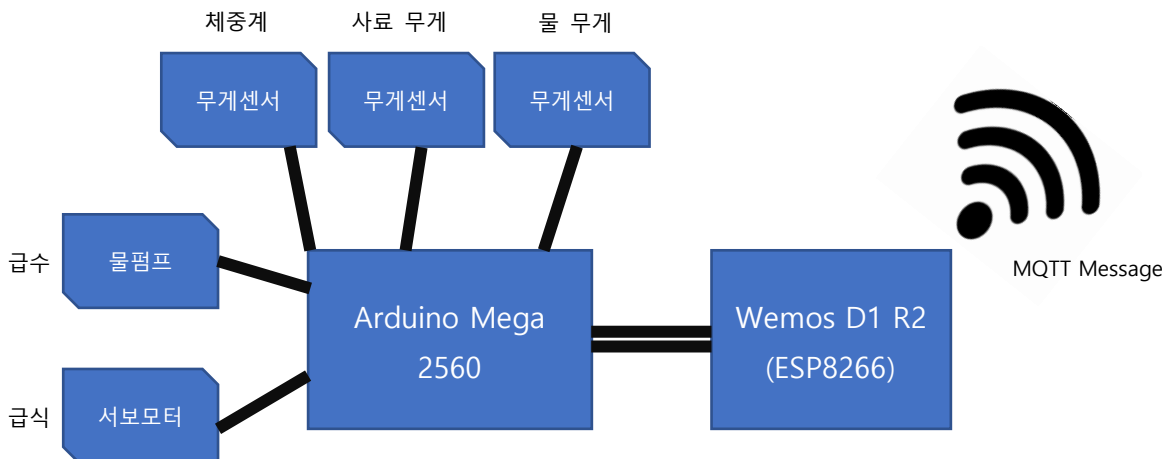 체중계
사료 무게
물 무게
무게센서
무게센서
무게센서
급수
물펌프
급식
서보모터
Arduino Mega
2560
Wemos D1 R2
(ESP8266)
MQTT Message